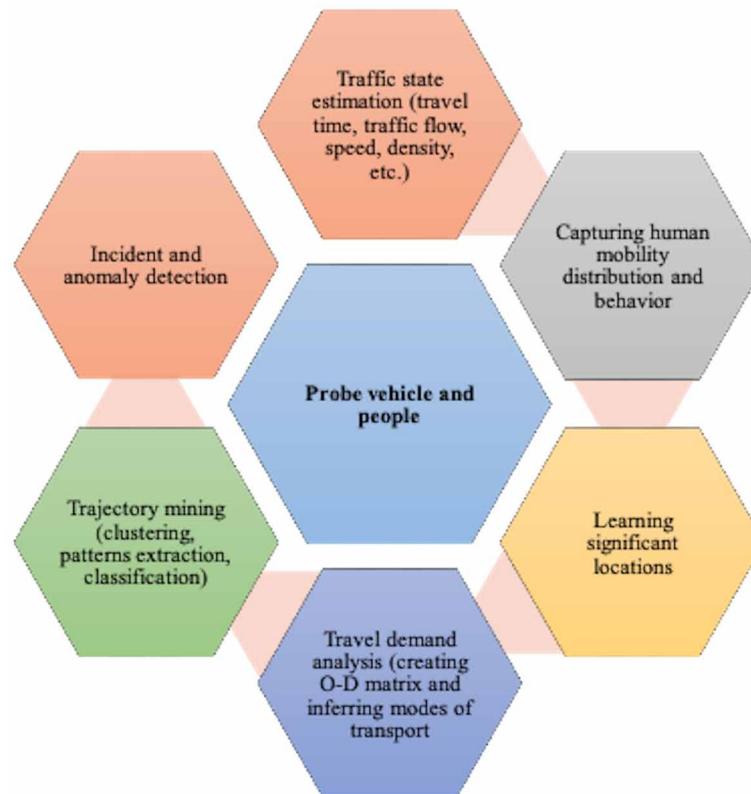 Traffic state
estimation (travel
time, traffic flow,
speed, density,
etc.)
Capturing human
mobility
distribution and
behavior
Learning
significant
locations
Travel demand
analysis (creating
O-D matrix and
inferring modes of
transport
Trajectory mining
(clustering,
patterns extraction,
classification)
Incident and
anomaly detection
Probe vehicle and
people